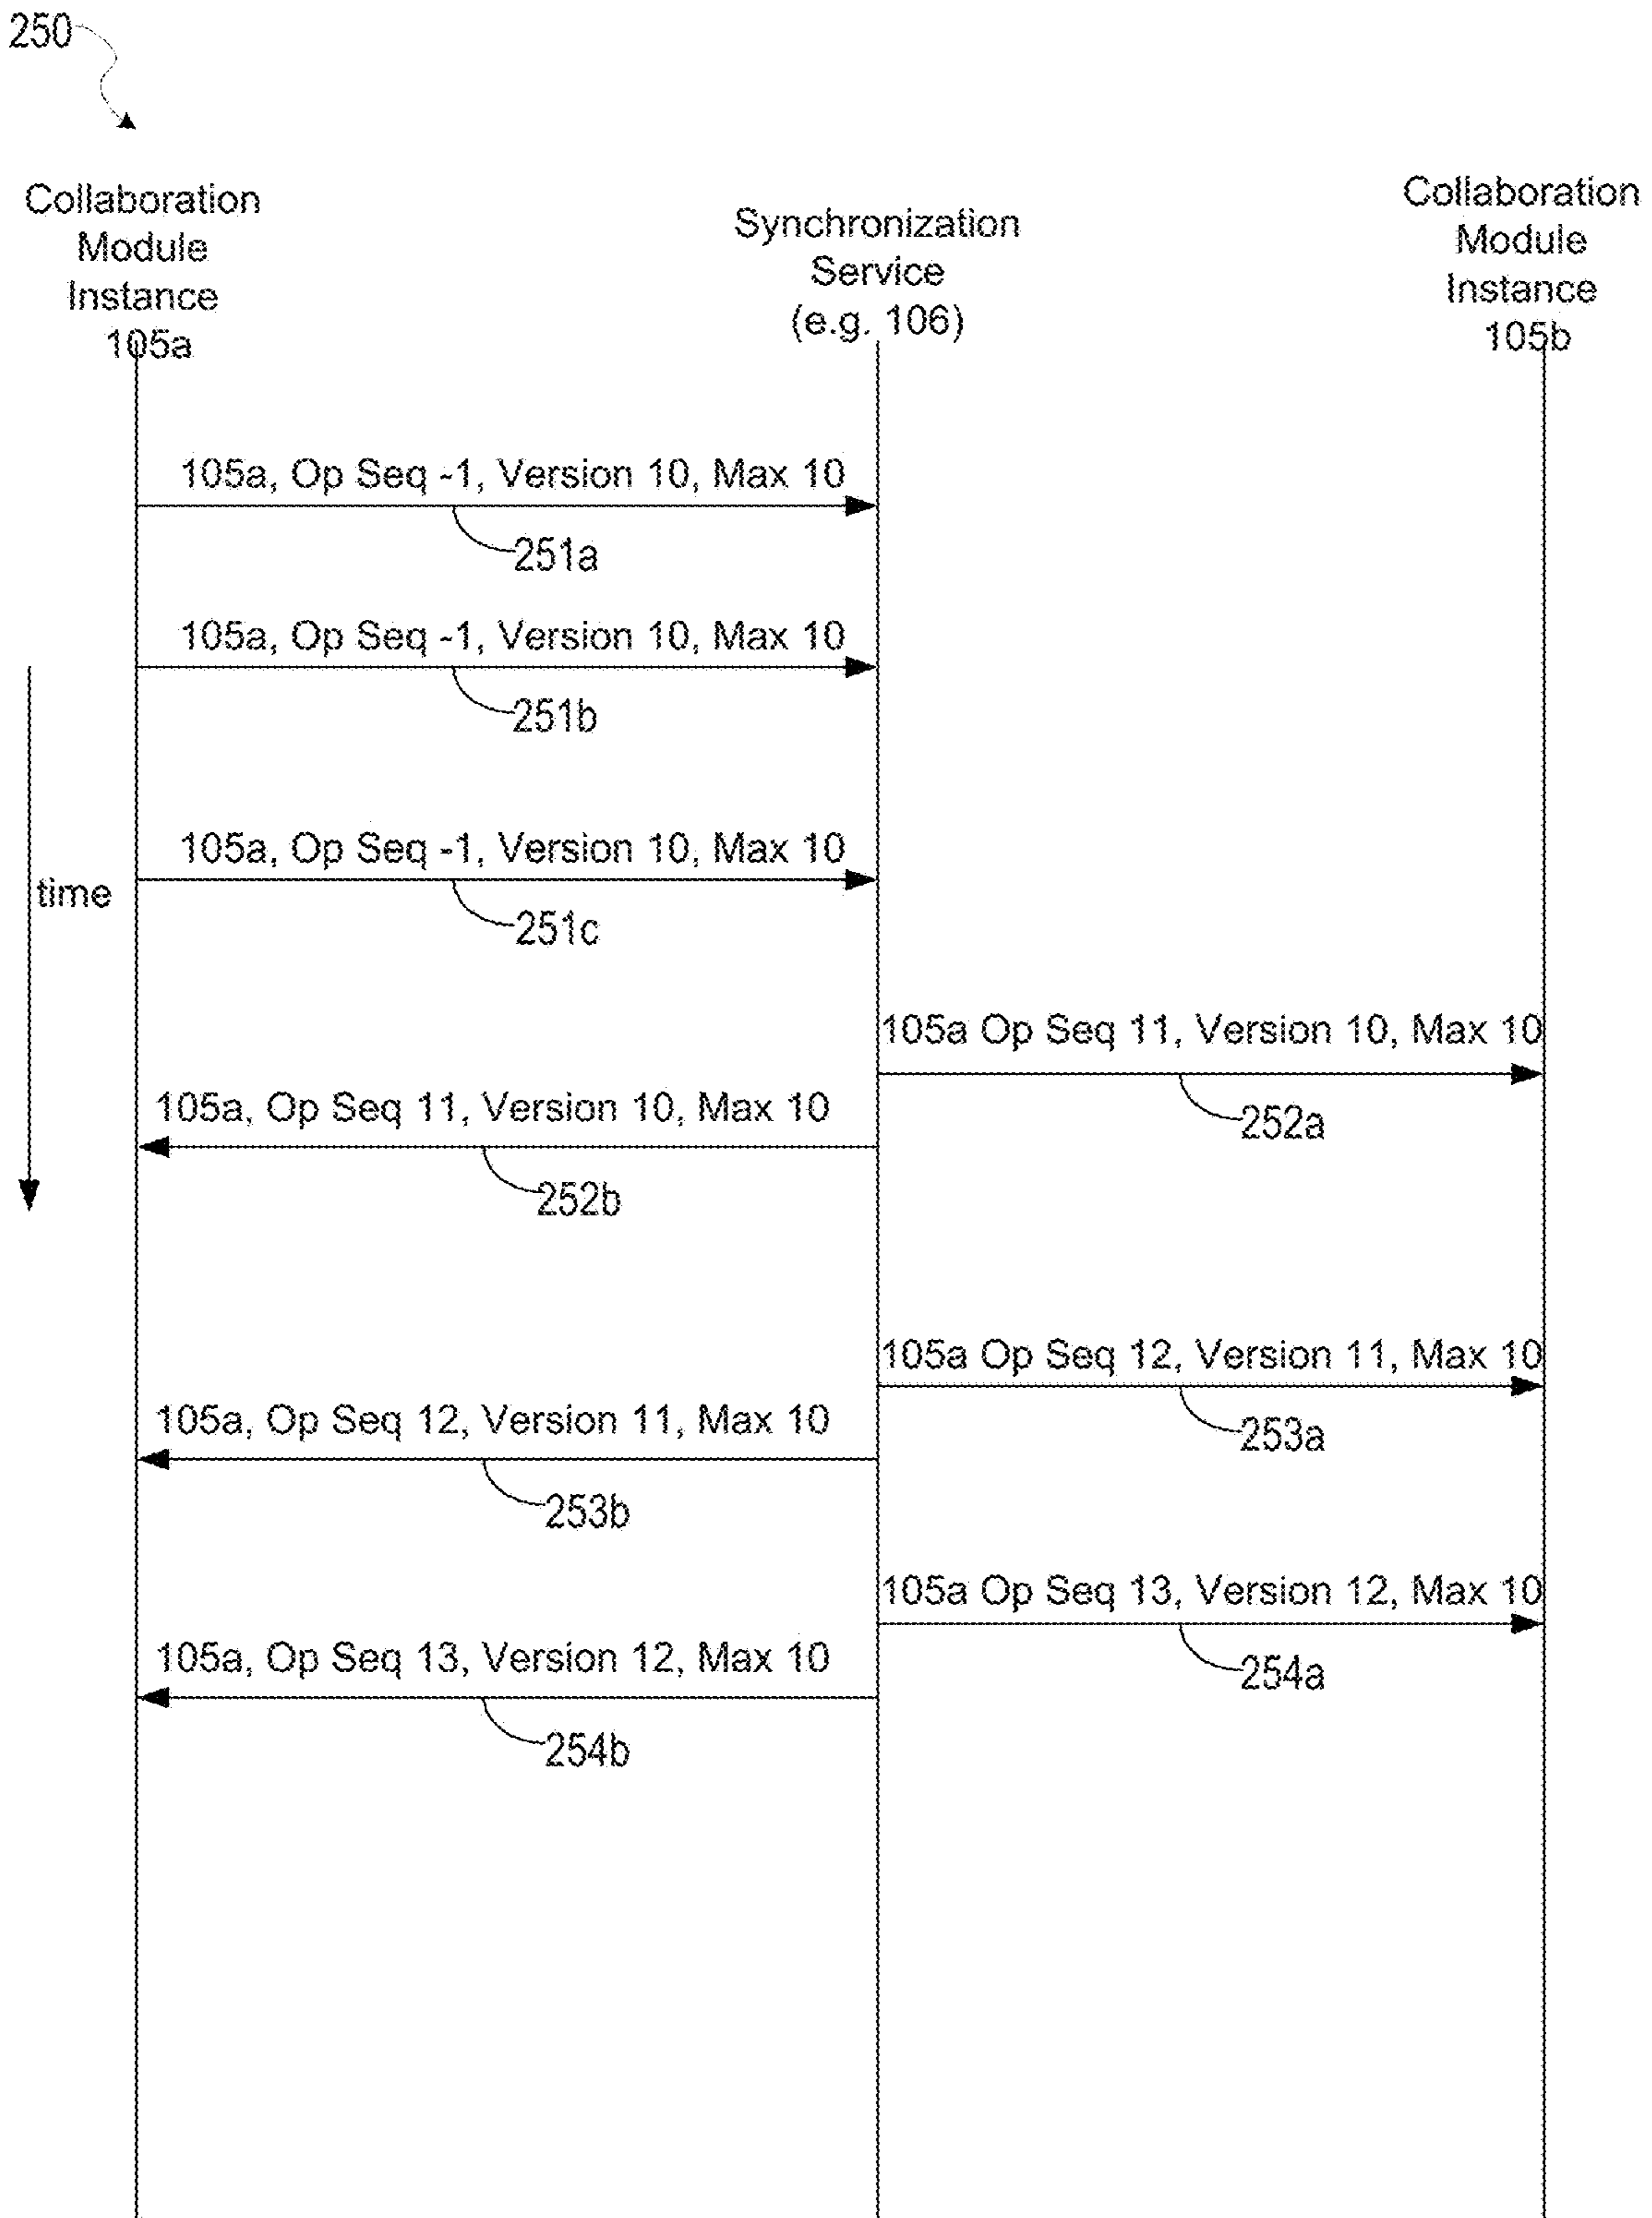 250
Collaboration
Module
Instance
105a
Synchronization
Service
(e.g. 106)
Collaboration
Module
Instance
105b
105a, Op Seq -1, Version 10, Max 10
251a
105a, Op Seq -1, Version 10, Max 10
251b
105a, Op Seq -1, Version 10, Max 10
time
251c
105a Op Seq 11, Version 10, Max 10
252a
105a, Op Seq 11, Version 10, Max 10
252b
105a Op Seq 12, Version 11, Max 10
253a
105a, Op Seq 12, Version 11, Max 10
253b
105a Op Seq 13, Version 12, Max 10
254a
105a, Op Seq 13, Version 12, Max 10
254b